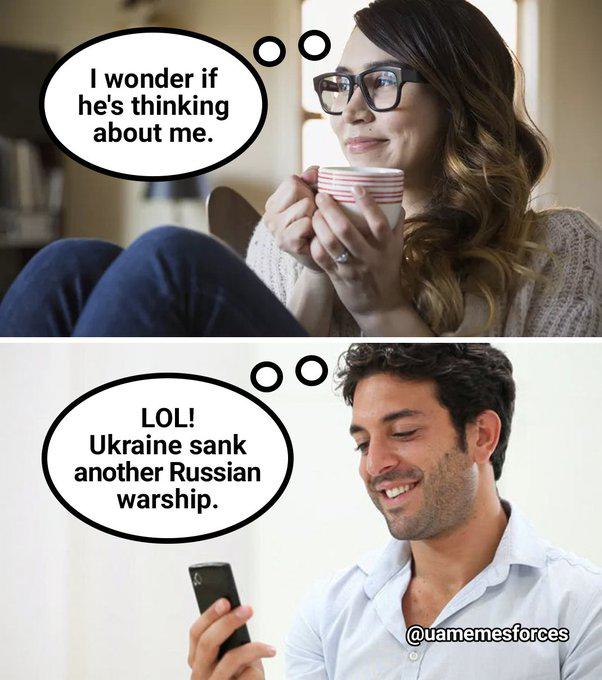 I wonder if
he's thinking
about me.
LOL!
Ukraine sank
another Russian
warship.
@uamemesforces